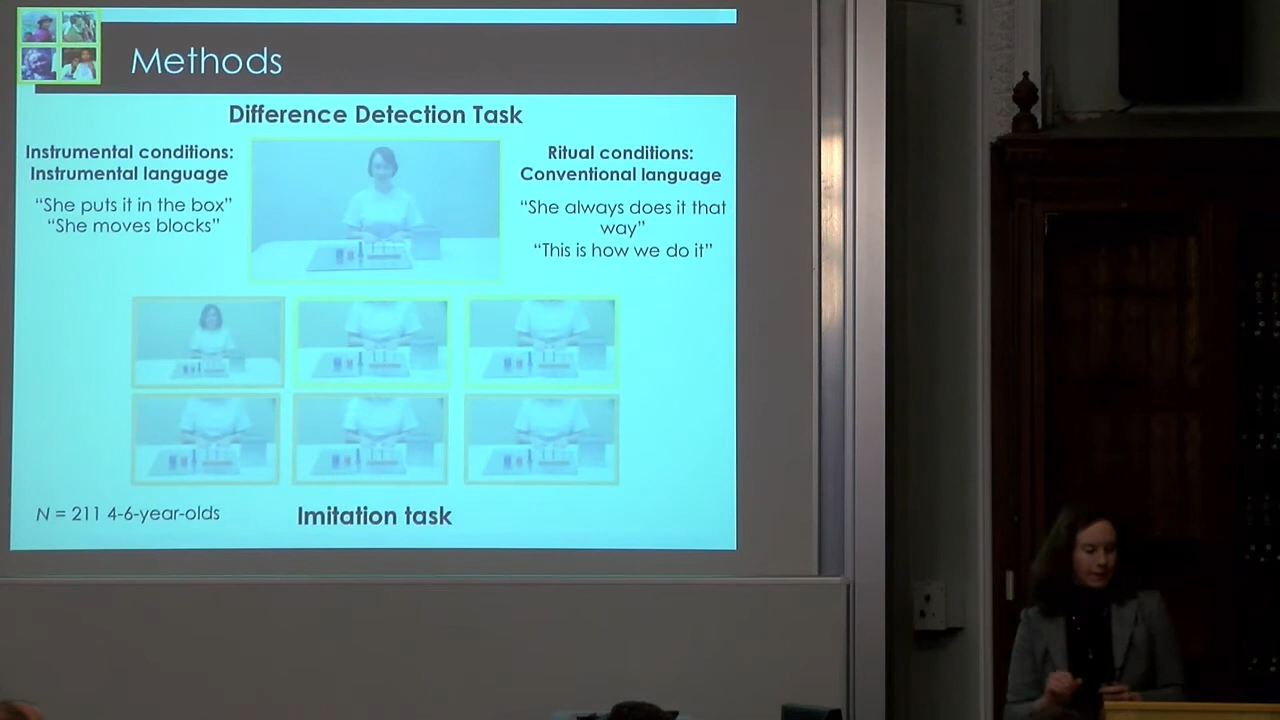 Methods
Difference Detection Task
Instrumental conditions:
Instrumental language
“She puts it in the box”
“She moves blocks”
Ritual conditions:
Conventional language
“She always does it that
way”
“This is how we do it”
N = 211 4-6-year-olds
Imitation task